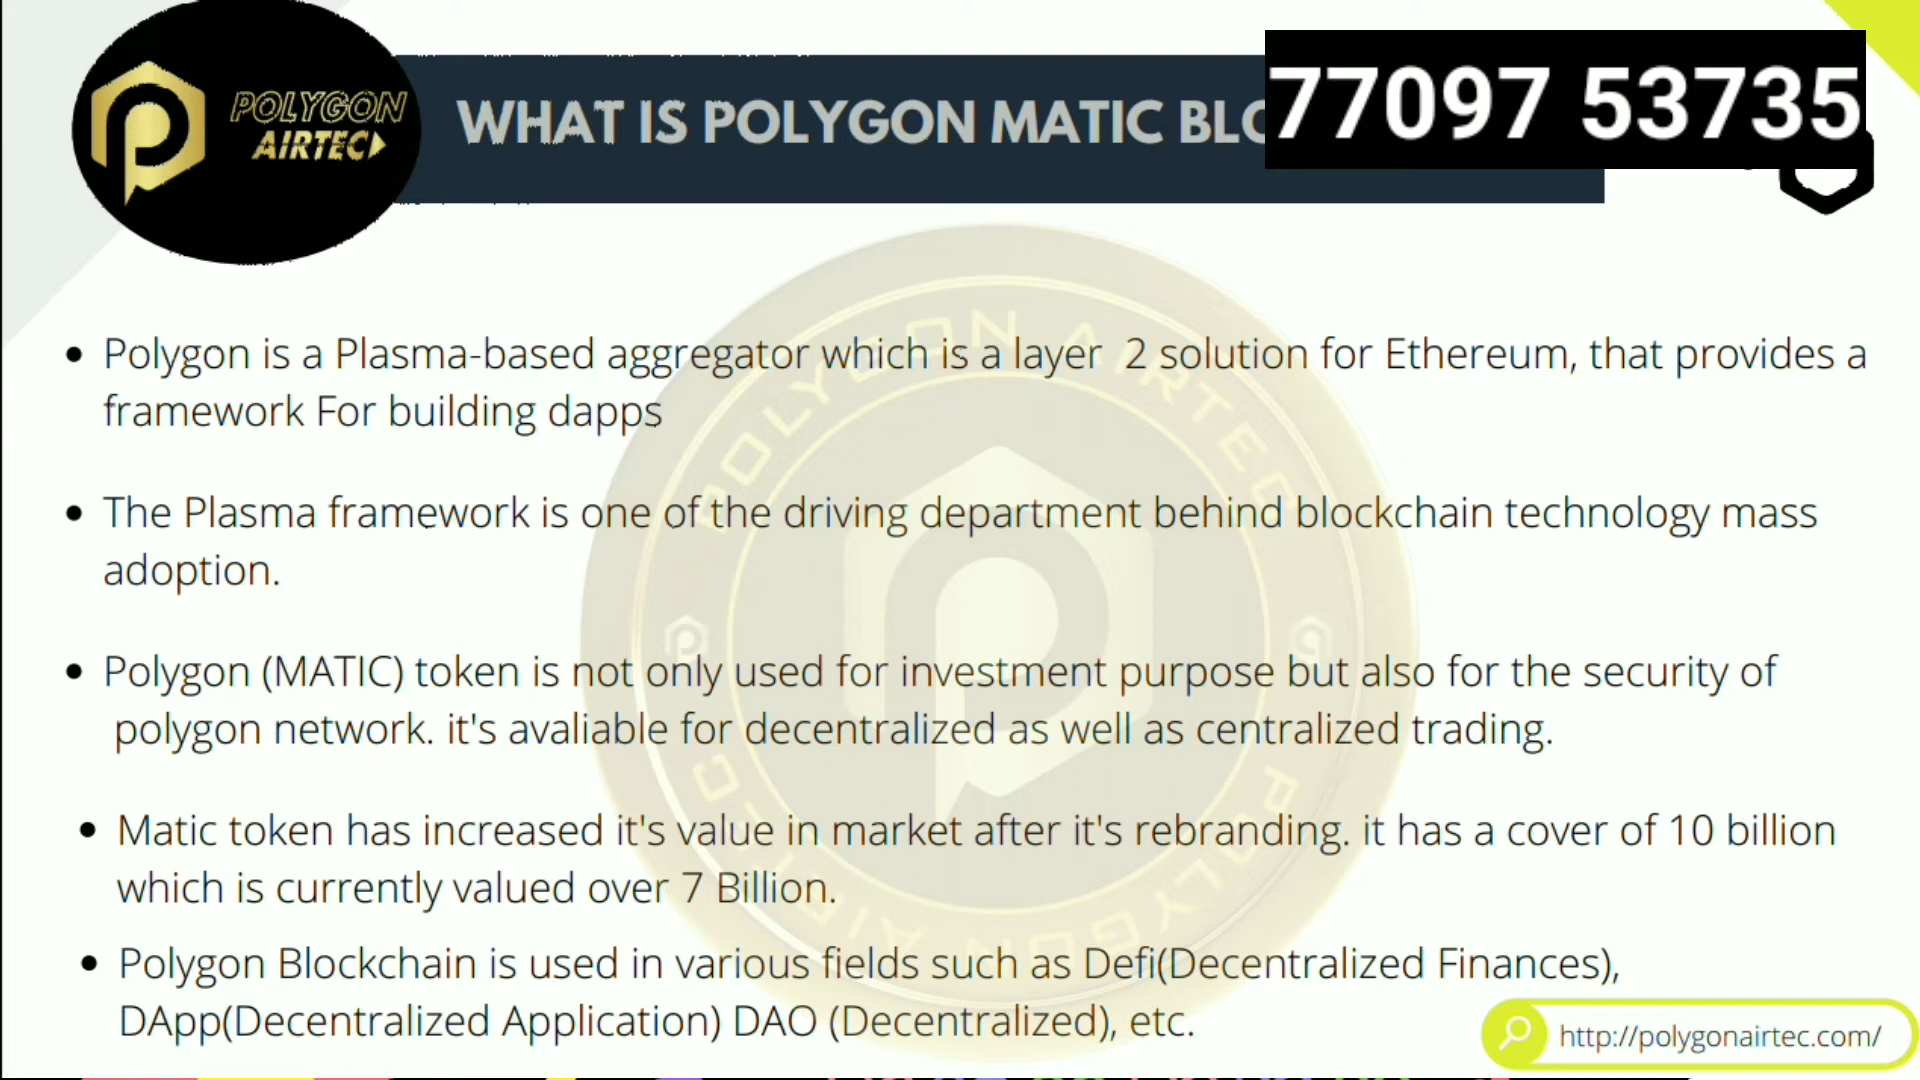 POLYGON
AIRTEC
WHAT IS POLYGON MATIC
77097 53735
Polygon is a Plasma-based aggregator which is a layer 2 solution for Ethereum, that provides a
framework For building dapps
The Plasma framework is one of the driving department behind blockchain technology mass
adoption.
Polygon (MATIC) token is not only used for investment purpose but also for the security of
polygon network. it's avaliable for decentralized as well as centralized trading.
Matic token has increased it's value in market after it's rebranding. it has a cover of 10 billion
which is currently valued over 7 Billion.
Polygon Blockchain is used in various fields such as Defi(Decentralized Finances),
DApp(Decentralized Application) DAO (Decentralized), etc.
POLYGON AIRTEC
POLYGON AIRTEC
http://polygonairtec.com/